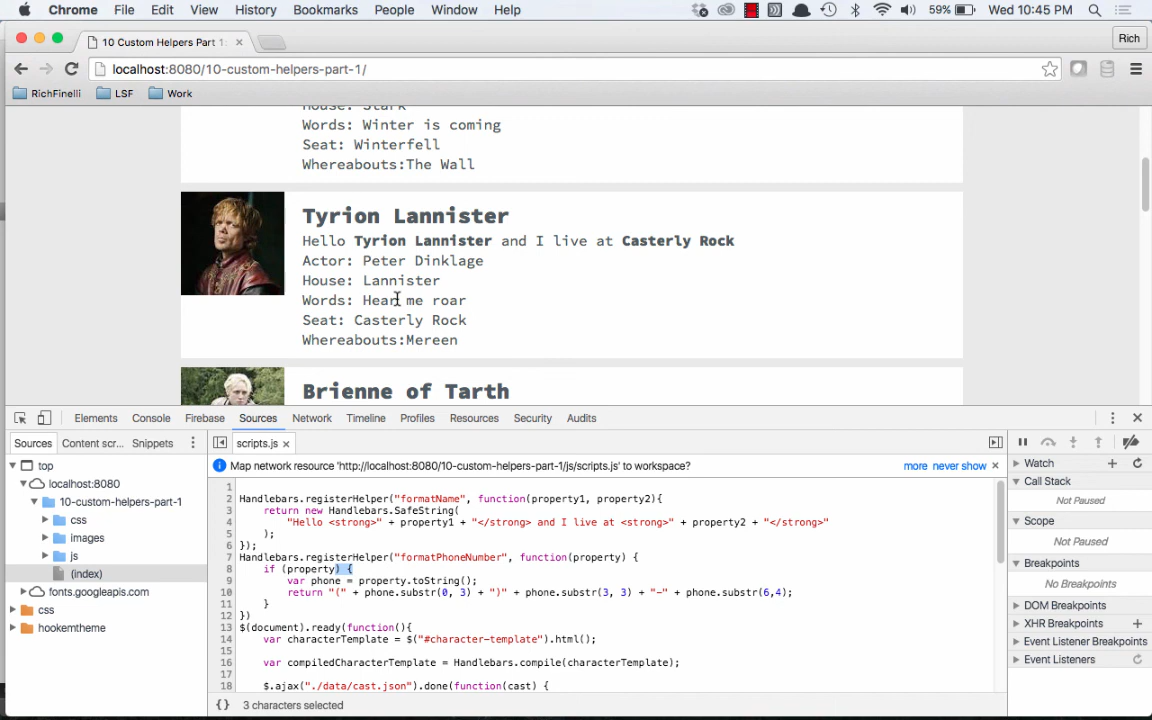 Chrome File Edit View History Bookmarks People Window Help 59% Wed 10:45 PM
10 Custom Helpers Part 1: Rich
localhost:8080/10-custom-helpers-part-1/
RichFinelli LSF Work
House: Stark
Words: Winter is coming
Seat: Winterfell
Whereabouts:The Wall
Tyrion Lannister
Hello Tyrion Lannister and I live at Casterly Rock
Actor: Peter Dinklage
House: Lannister
Words: Hear me roar
Seat: Casterly Rock
Whereabouts:Mereen
Brienne of Tarth
Elements Console Firebase Sources Network Timeline Profiles Resources Security Audits
Sources Content scr... Snippets scripts.js
top
localhost:8080
10-custom-helpers-part-1
css
images
js
(index)
fonts.googleapis.com
css
hookemtheme
Map network resource 'http://localhost:8080/10-custom-helpers-part-1/js/scripts.js' to workspace? more never show
1
2 Handlebars.registerHelper("formatName", function(property1, property2){
3 return new Handlebars.SafeString(
4 "Hello <strong>" + property1 + "</strong> and I live at <strong>" + property2 + "</strong>"
5 );
6 });
7 Handlebars.registerHelper("formatPhoneNumber", function(property) {
8 if (property) {
9 var phone = property.toString();
10 return "(" + phone.substr(0, 3) + ")" + phone.substr(3, 3) + "-" + phone.substr(6,4);
11 }
12 })
13 $(document).ready(function(){
14 var characterTemplate = $("#character-template").html();
15
16 var compiledCharacterTemplate = Handlebars.compile(characterTemplate);
17
18 $.ajax("./data/cast.json").done(function(cast) {
{} 3 characters selected
Watch
Call Stack
Not Paused
Scope
Not Paused
Breakpoints
No Breakpoints
DOM Breakpoints
XHR Breakpoints
Event Listener Breakpoints
Event Listeners